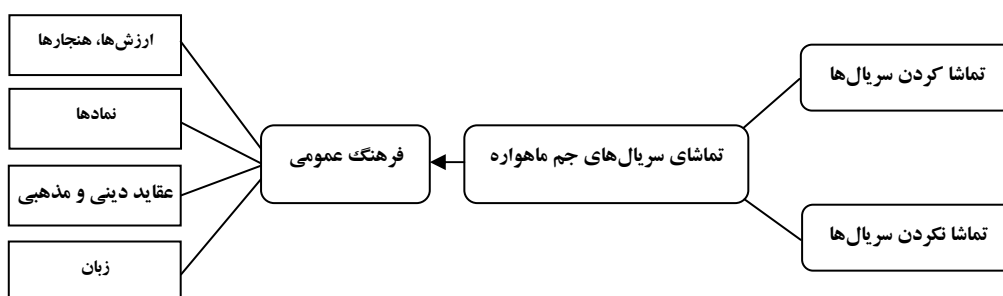 تماشا کردن سریال‌ها
تماشا نکردن سریال‌ها
تماشای سریال‌های جم ماهواره
فرهنگ عمومی
ارزش‌ها، هنجارها
نمادها
عقاید دینی و مذهبی
زبان